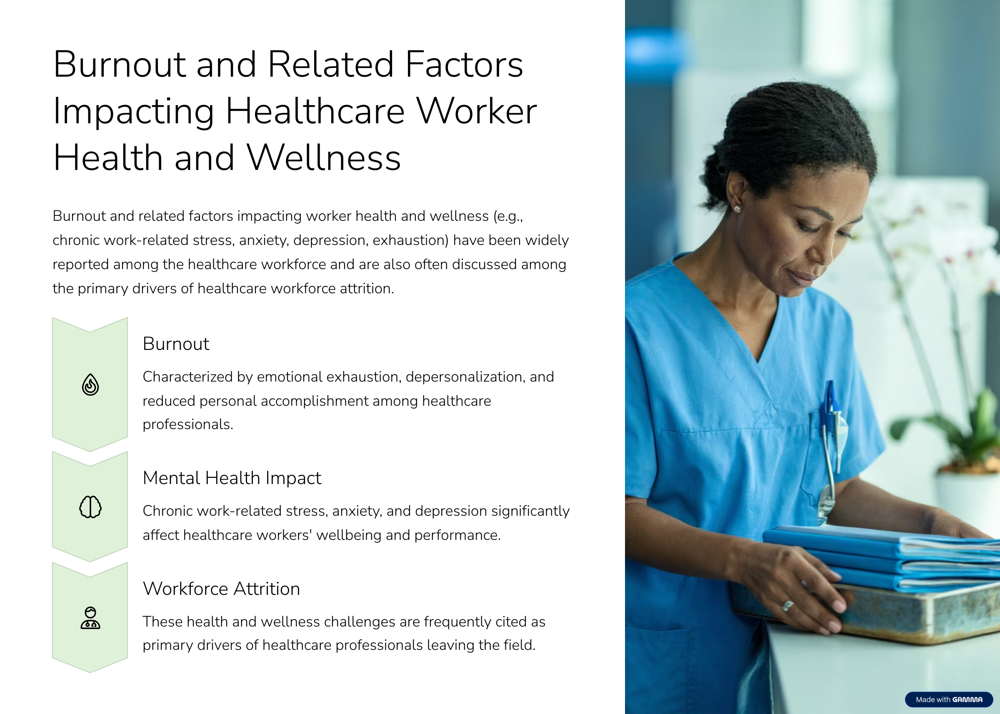 Burnout and Related Factors
Impacting Healthcare Worker
Health and Wellness
Burnout and related factors impacting worker health and wellness (e.g.,
chronic work-related stress, anxiety, depression, exhaustion) have been widely
reported among the healthcare workforce and are also often discussed among
the primary drivers of healthcare workforce attrition.
Burnout
Characterized by emotional exhaustion, depersonalization, and
reduced personal accomplishment among healthcare
professionals.
Mental Health Impact
Chronic work-related stress, anxiety, and depression significantly
affect healthcare workers' wellbeing and performance.
Workforce Attrition
These health and wellness challenges are frequently cited as
primary drivers of healthcare professionals leaving the field.
Made with GAMMA